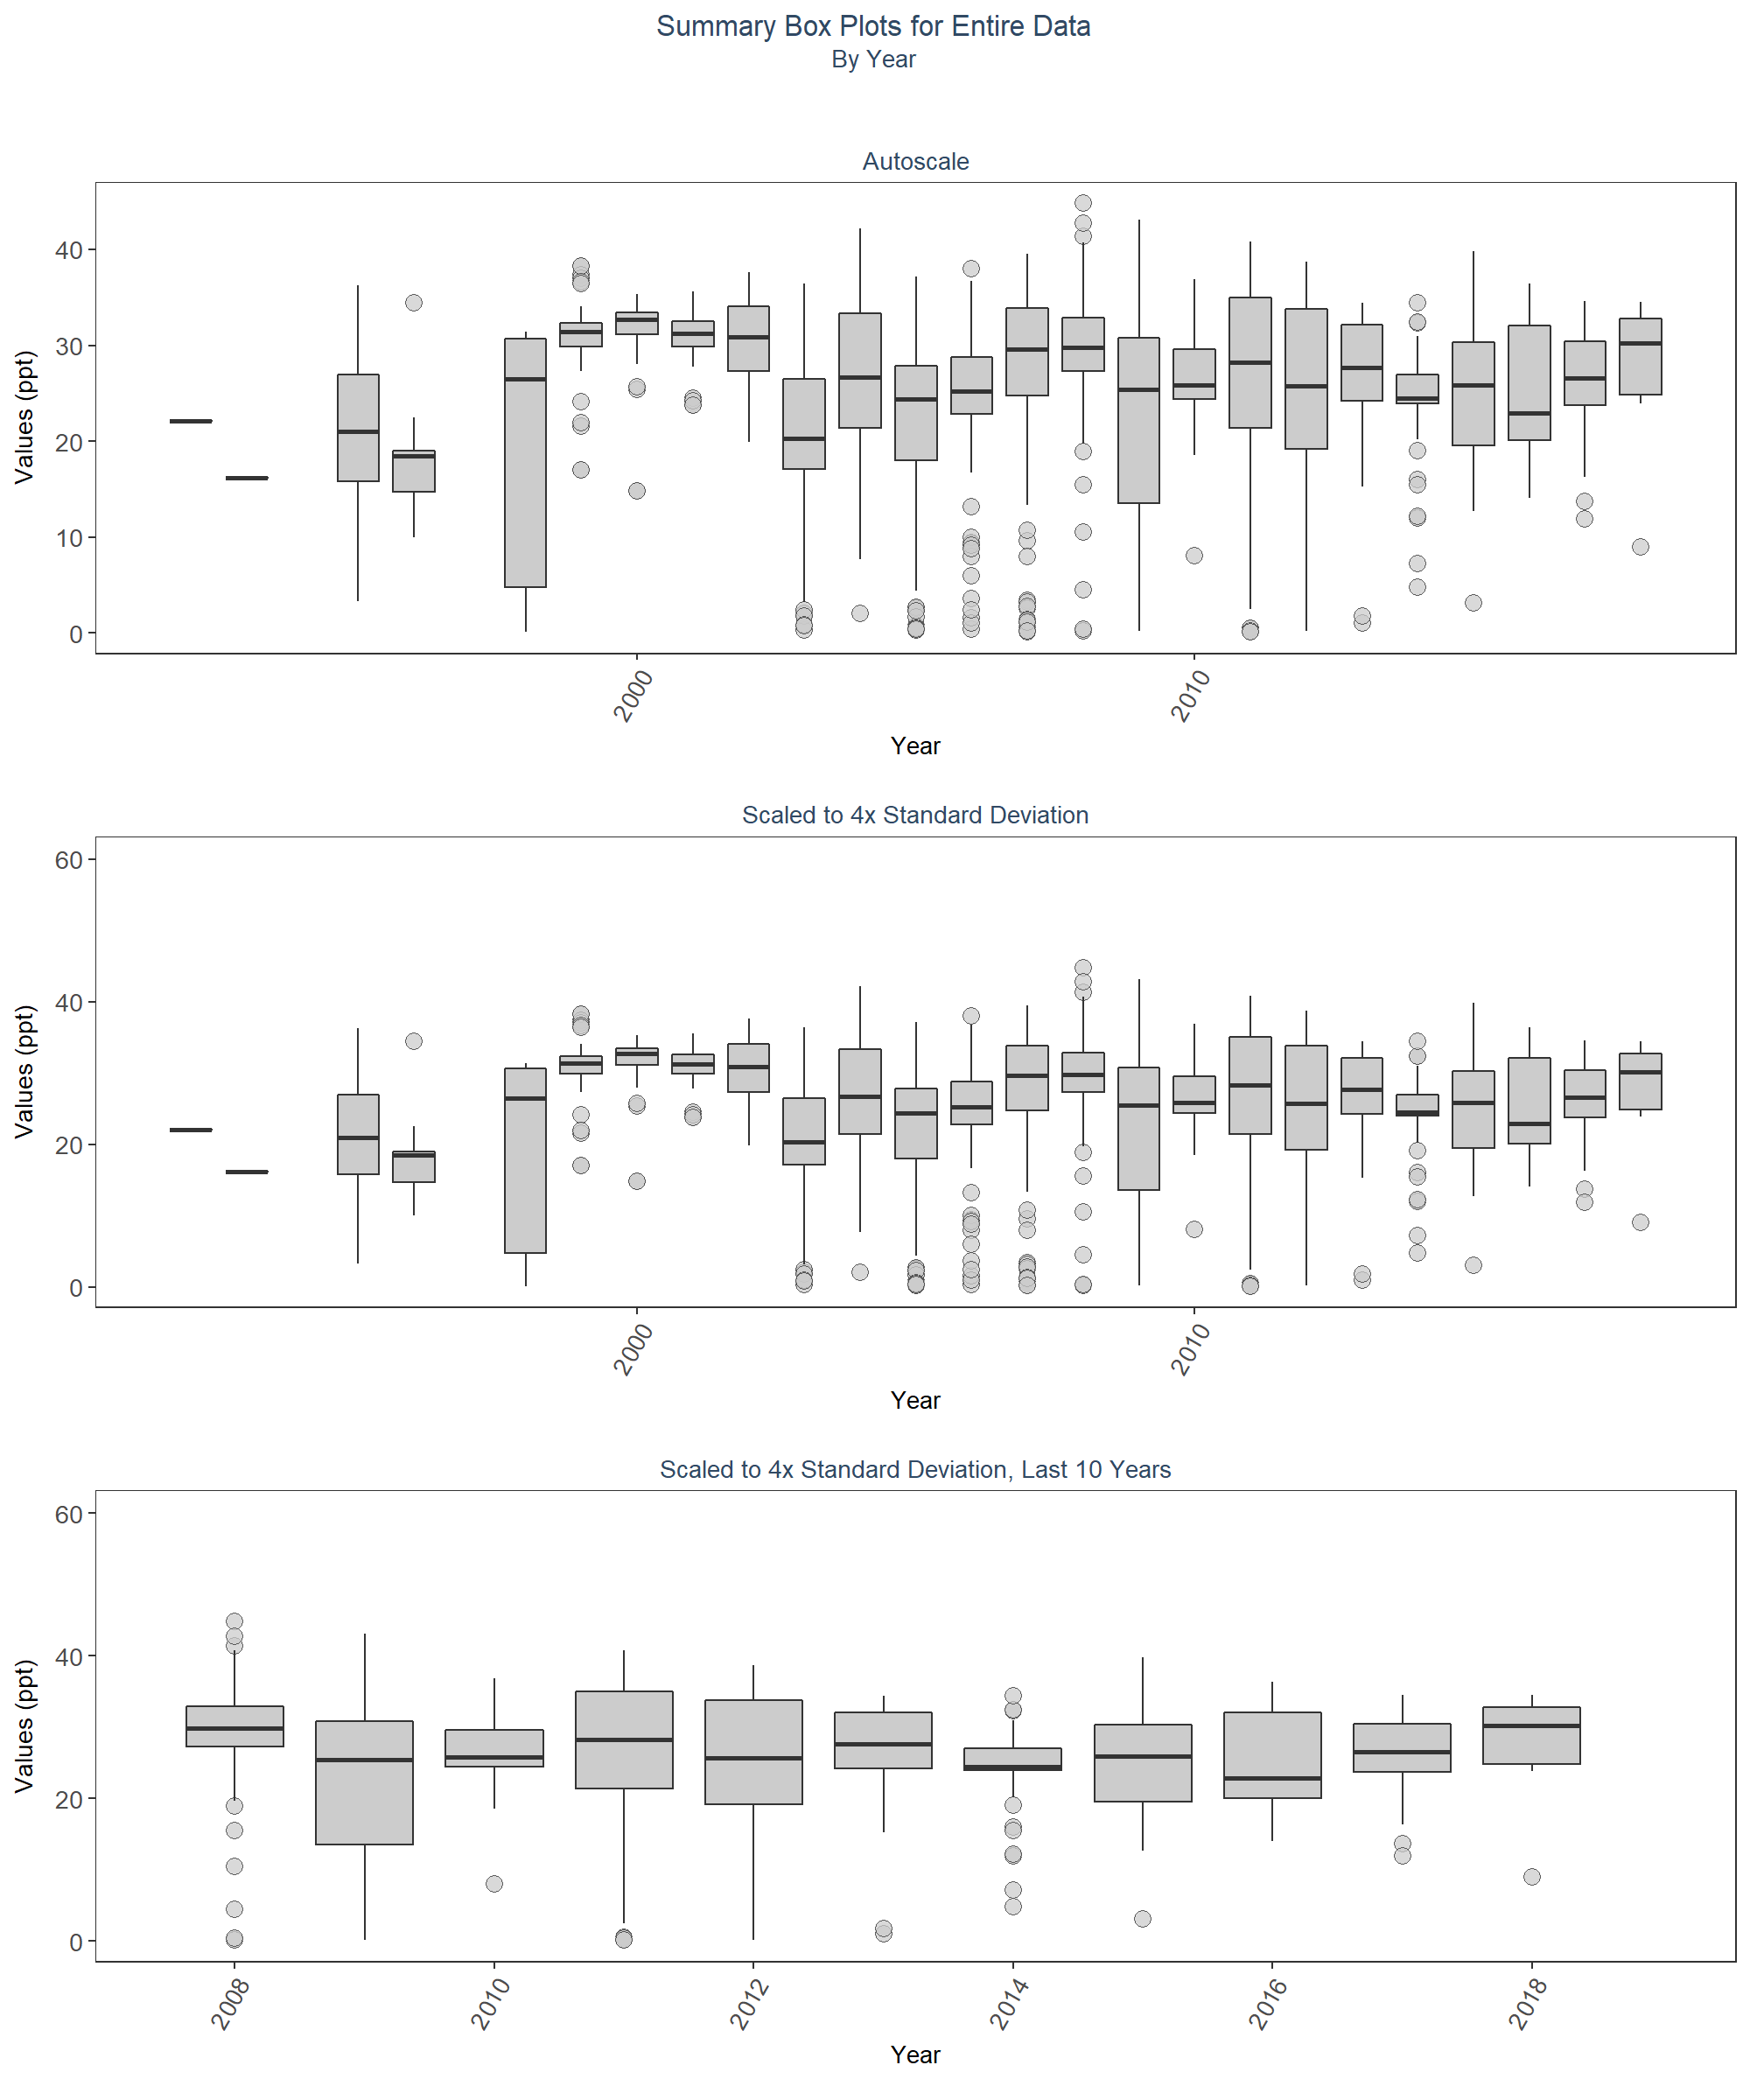 Summary Box Plots for Entire Data
By Year
Autoscale
Values (ppt)
40
30
20
10
0
2000
2010
Year
Scaled to 4x Standard Deviation
Values (ppt)
60
40
20
0
2000
2010
Year
Scaled to 4x Standard Deviation, Last 10 Years
Values (ppt)
60
40
20
0
2008
2010
2012
2014
2016
2018
Year